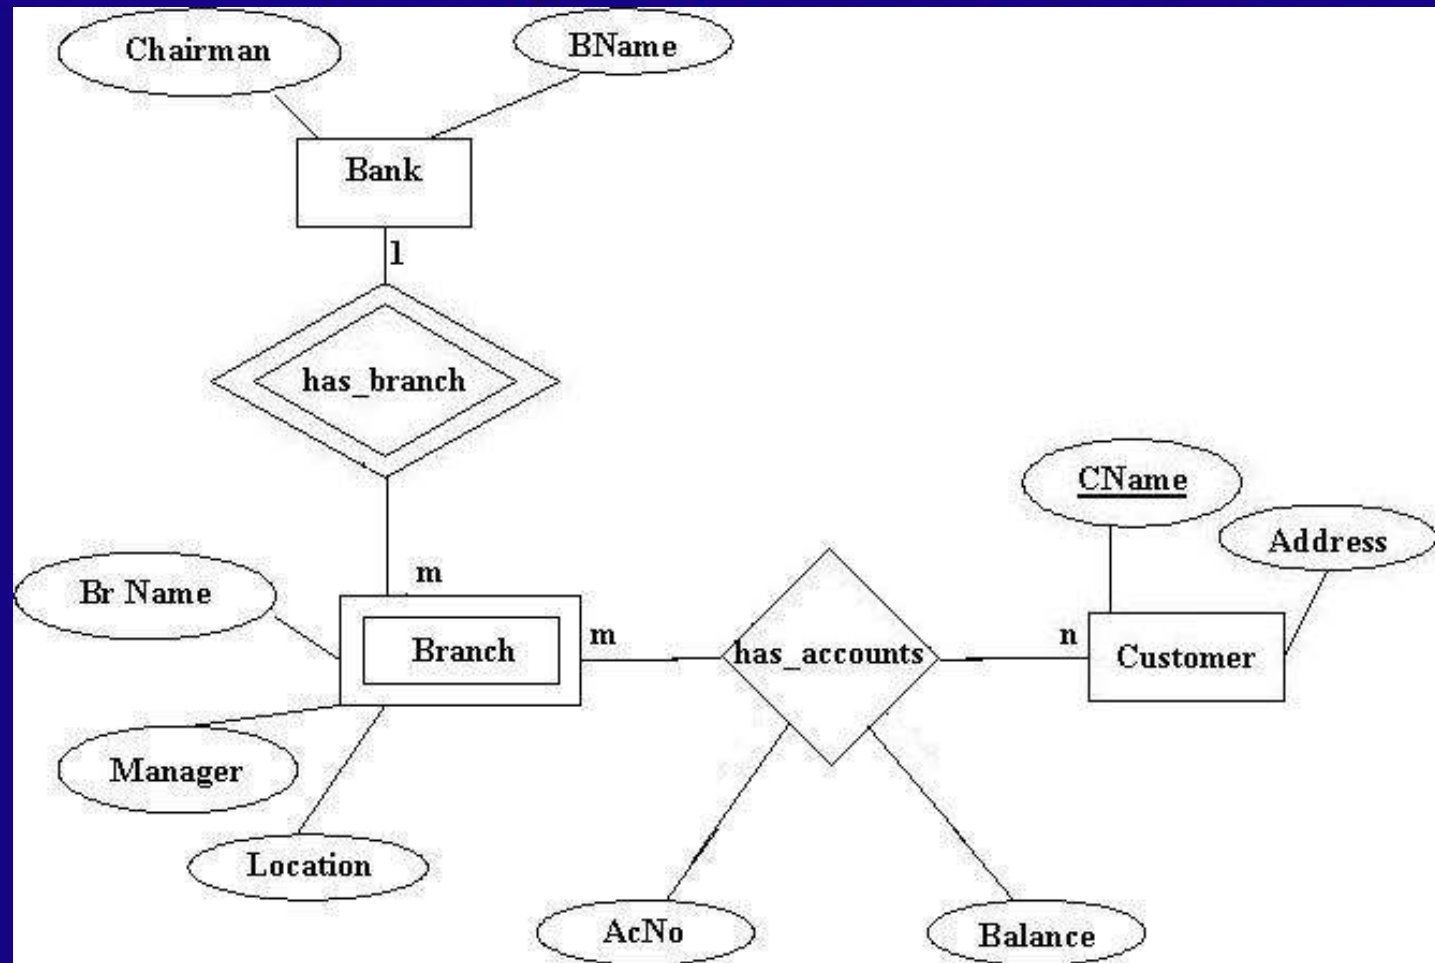 Chairman
BName
Bank
1
has_branch
m
Br Name
Branch
m
has_accounts
n
Customer
CName
Address
Manager
Location
AcNo
Balance